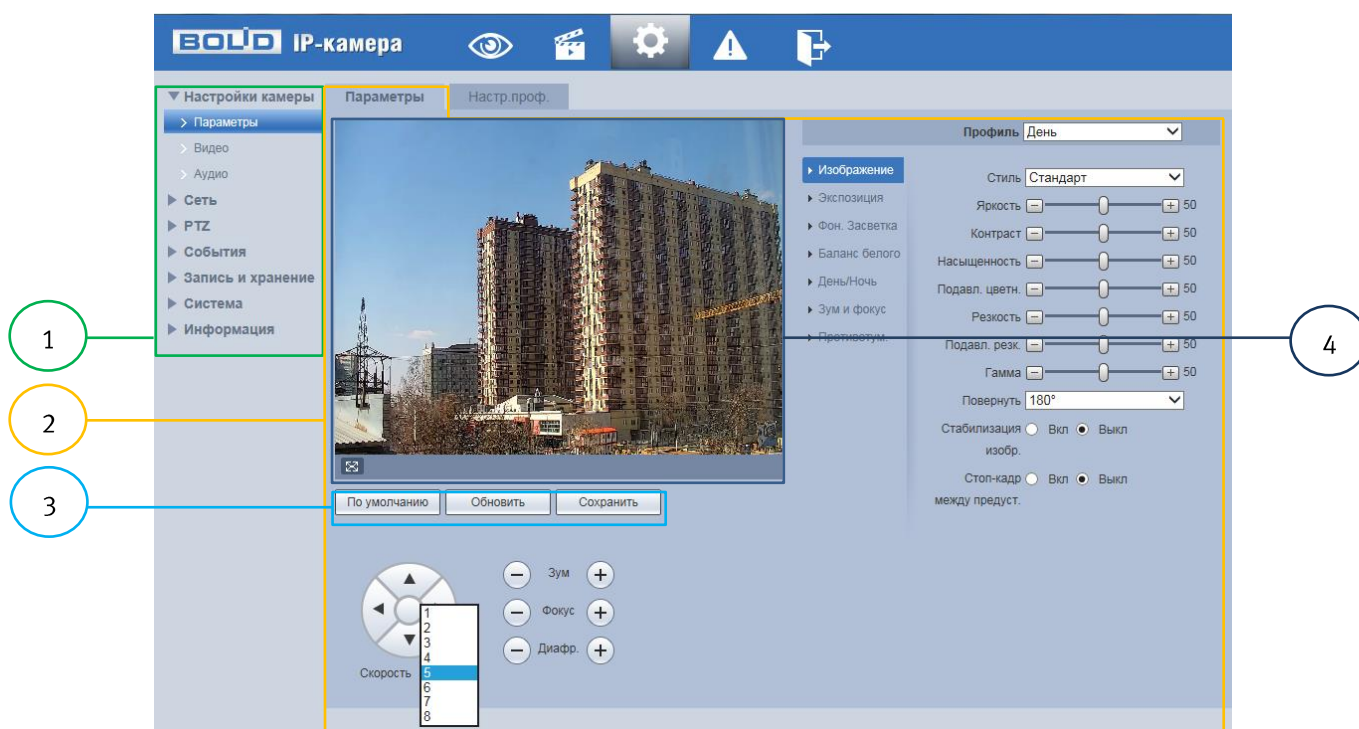 BOLID IP-камера
Настройки камеры
Параметры
Видео
Аудио
Сеть
PTZ
События
Запись и хранение
Система
Информация
1
2
3
Параметры Настр.проф.
По умолчанию Обновить Сохранить
Зум
Фокус
Диафр.
Скорость
1
2
3
4
5
6
7
8
Профиль День
Изображение
Экспозиция
Фон. Засветка
Баланс белого
День/Ночь
Зум и фокус
Противотум.
Стиль Стандарт
Яркость 50
Контраст 50
Насыщенность 50
Подавл. цветн. 50
Резкость 50
Подавл. резк. 50
Гамма 50
Повернуть 180°
Стабилизация Вкл Выкл
изобр.
Стоп-кадр Вкл Выкл
между предуст.
4